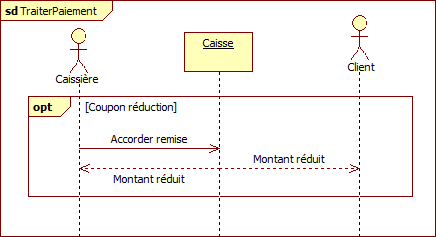 sd TraiterPaiement
Caisse
Caissière
Client
opt
[Coupon réduction]
Accorder remise
Montant réduit
Montant réduit